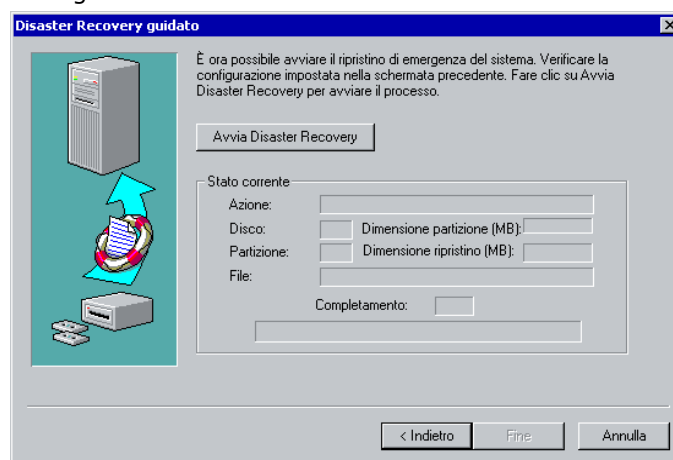 Disaster Recovery guidato
È ora possibile avviare il ripristino di emergenza del sistema. Verificare la
configurazione impostata nella schermata precedente. Fare clic su Avvia
Disaster Recovery per avviare il processo.
Avvia Disaster Recovery
Stato corrente
Azione:
Disco: Dimensione partizione (MB):
Partizione: Dimensione ripristino (MB):
File:
Completamento:
< Indietro Fine Annulla